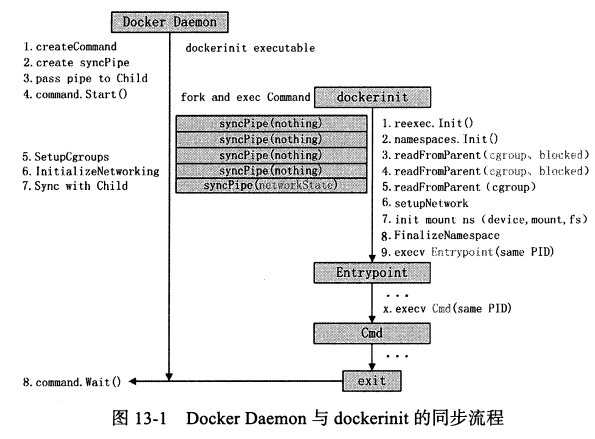 Docker Daemon
1. createCommand
2. create syncPipe
3. pass pipe to Child
4. command.Start()
dockerinit executable
fork and exec Command
dockerinit
syncPipe(nothing)
syncPipe(nothing)
syncPipe(nothing)
syncPipe(nothing)
syncPipe(networkState)
5. SetupCgroups
6. InitializeNetworking
7. Sync with Child
1. reexec.Init()
2. namespaces.Init()
3. readFromParent(cgroup、blocked)
4. readFromParent(cgroup、blocked)
5. readFromParent(cgroup)
6. setupNetwork
7. init mount ns(device,mount,fs)
8. FinalizeNamespace
9. execv Entrypoint(same PID)
Entrypoint
...
x. execv Cmd(same PID)
Cmd
...
8. command.Wait()
exit
图 13-1 Docker Daemon 与 dockerinit 的同步流程